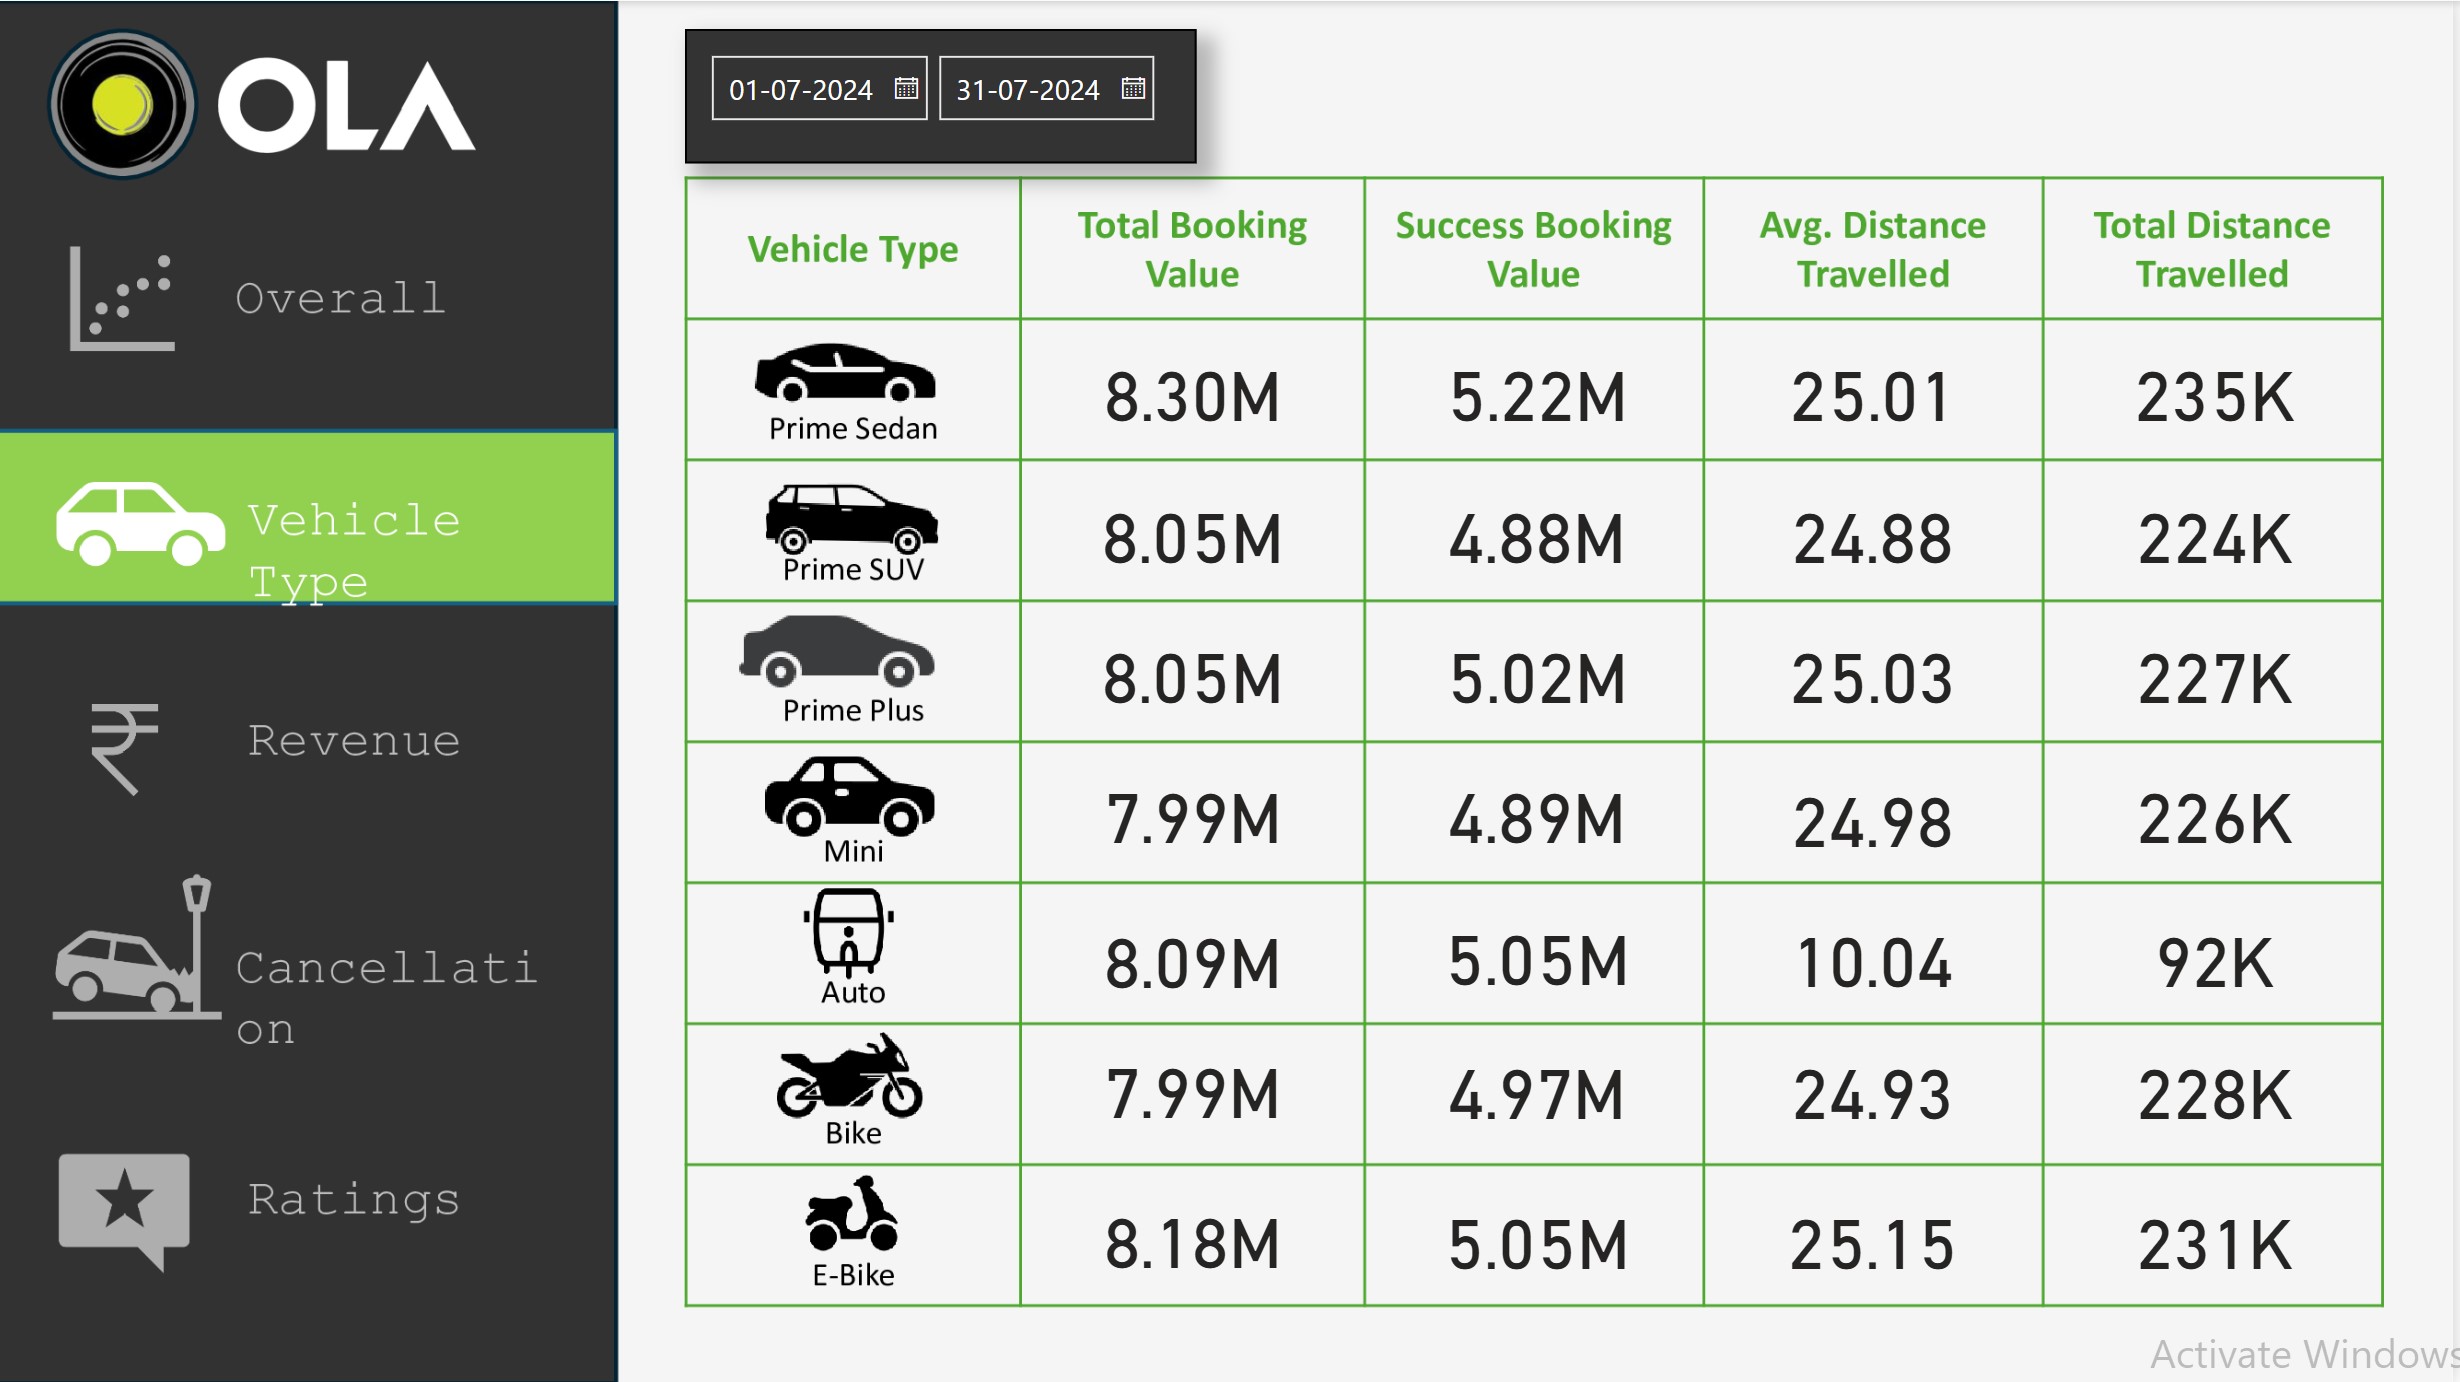 OLA
Overall
Vehicle
Type
Revenue
Cancellati
on
Ratings
01-07-2024 31-07-2024
Vehicle Type Total Booking Value Success Booking Value Avg. Distance Travelled Total Distance Travelled
Prime Sedan 8.30M 5.22M 25.01 235K
Prime SUV 8.05M 4.88M 24.88 224K
Prime Plus 8.05M 5.02M 25.03 227K
Mini 7.99M 4.89M 24.98 226K
Auto 8.09M 5.05M 10.04 92K
Bike 7.99M 4.97M 24.93 228K
E-Bike 8.18M 5.05M 25.15 231K
Activate Windows